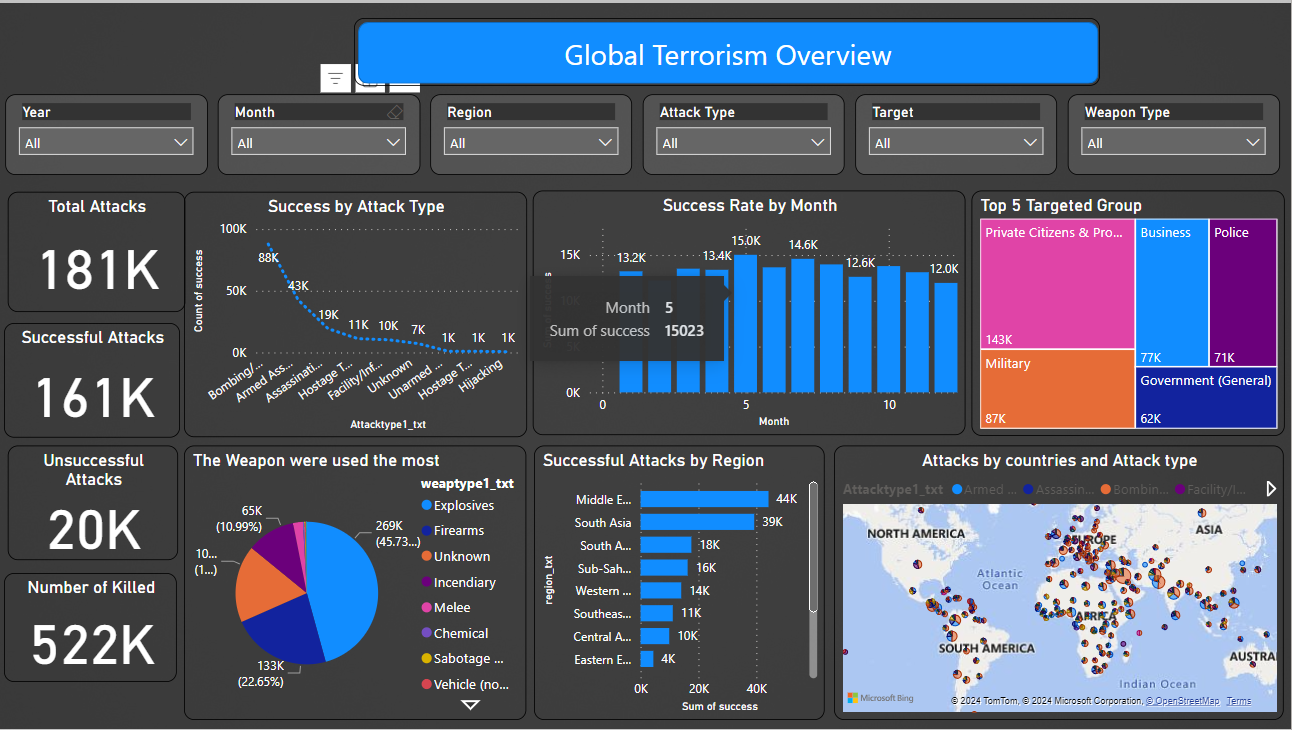 Global Terrorism Overview
Year
All
Month
All
Region
All
Attack Type
All
Target
All
Weapon Type
All
Total Attacks
181K
Successful Attacks
161K
Unsuccessful
Attacks
20K
Number of Killed
522K
Success by Attack Type
Count of success
100K
50K
0K
88K
43K
19K
11K
10K
7K
1K
1K
1K
Bombing/...
Armed Ass...
Assassinati...
Hostage T...
Facility/Inf...
Unknown
Unarmed ...
Hostage T...
Hijacking
Attacktype1_txt
Success Rate by Month
15K
0K
13.2K
13.4K
15.0K
14.6K
12.6K
12.0K
Month 5
Sum of success 15023
0
5
10
Month
Top 5 Targeted Group
Private Citizens & Pro...
143K
Business
77K
Police
71K
Military
87K
Government (General)
62K
The Weapon were used the most
weaptype1_txt
Explosives
Firearms
Unknown
Incendiary
Melee
Chemical
Sabotage ...
Vehicle (no...
269K
(45.73...)
133K
(22.65%)
10...
(1...)
65K
(10.99%)
Successful Attacks by Region
region_txt
Middle E... 44K
South Asia 39K
South A... 18K
Sub-Sah... 16K
Western ... 14K
Southeas... 11K
Central A... 10K
Eastern E... 4K
0K
20K
40K
Sum of success
Attacks by countries and Attack type
Attacktype1_txt Armed ... Assassin... Bombin... Facility/I...
NORTH AMERICA
EUROPE
ASIA
Atlantic
Ocean
AFRICA
SOUTH AMERICA
Indian Ocean
AUSTRA
Microsoft Bing
© 2024 TomTom, © 2024 Microsoft Corporation, © OpenStreetMap Terms